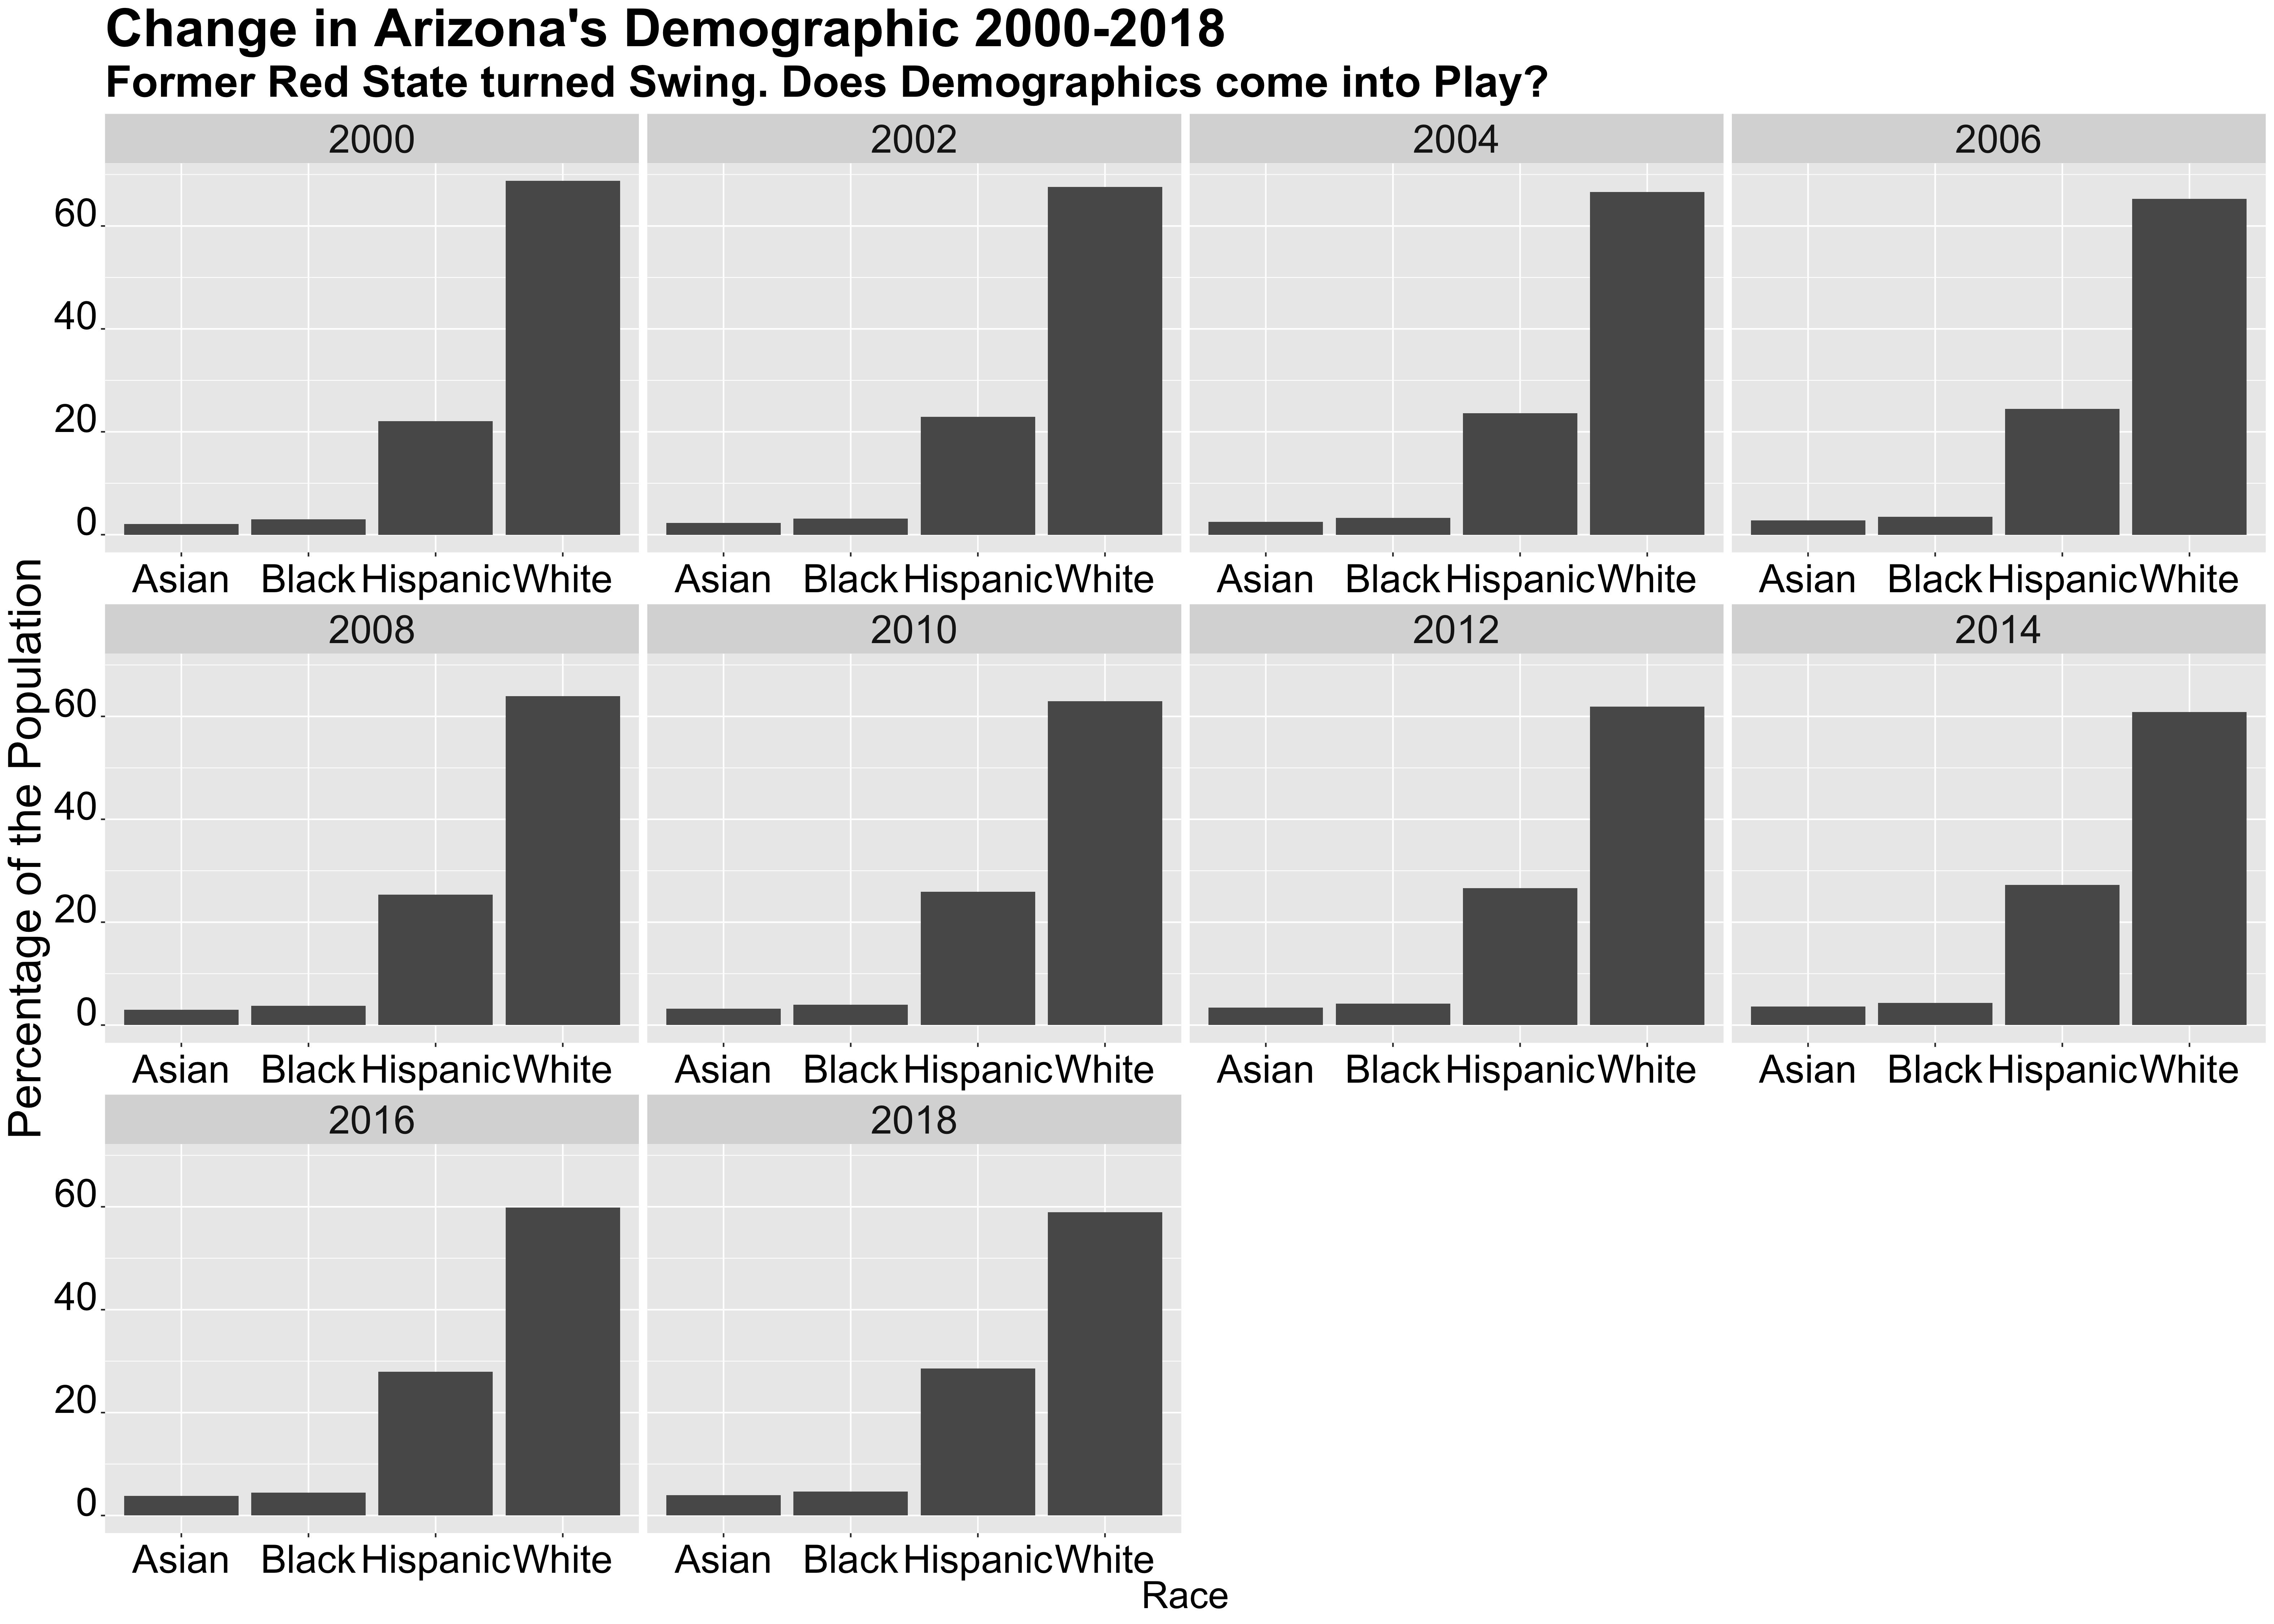 Change in Arizona's Demographic 2000-2018
Former Red State turned Swing. Does Demographics come into Play?
2000 2002 2004 2006
60
40
20
0
Asian Black Hispanic White Asian Black Hispanic White Asian Black Hispanic White Asian Black Hispanic White
Percentage of the Population
2008 2010 2012 2014
60
40
20
0
Asian Black Hispanic White Asian Black Hispanic White Asian Black Hispanic White Asian Black Hispanic White
2016 2018
60
40
20
0
Asian Black Hispanic White Asian Black Hispanic White
Race